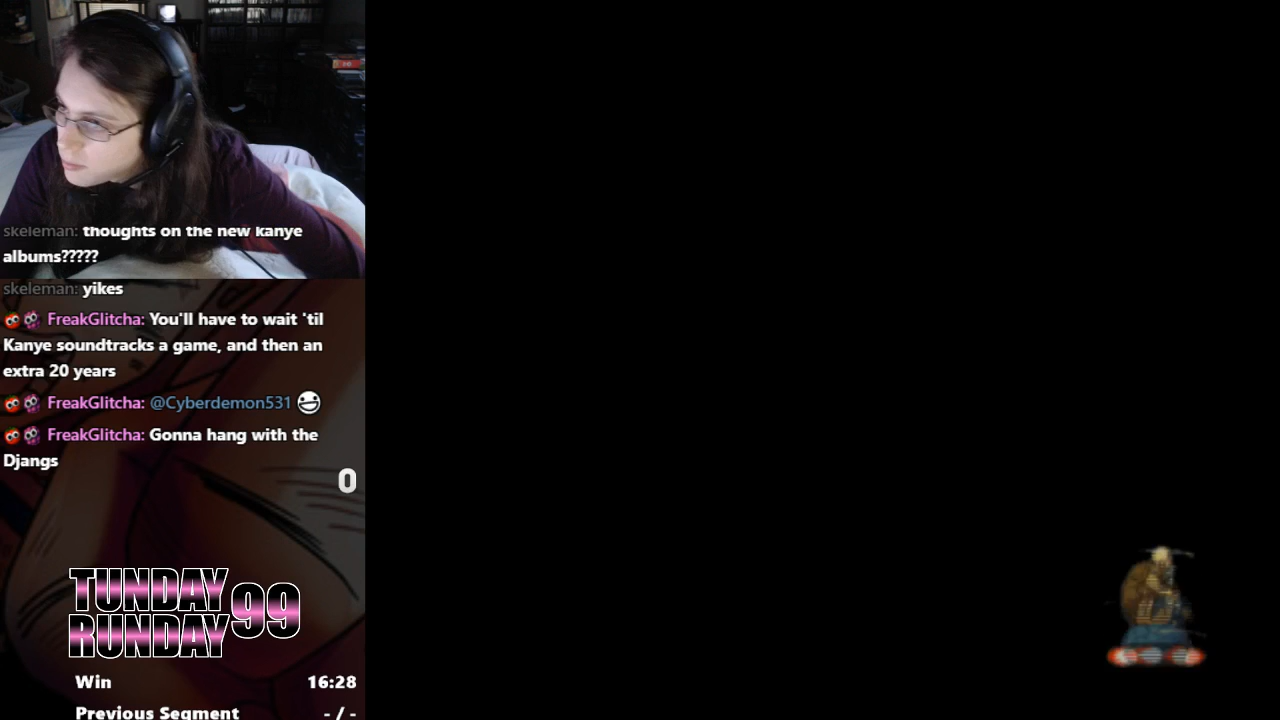 skeleman: thoughts on the new kanye
albums?????
skeleman: yikes
FreakGlitcha: You'll have to wait 'til
Kanye soundtracks a game, and then an
extra 20 years
FreakGlitcha: @Cyberdemon531
FreakGlitcha: Gonna hang with the
Djangs
0
TUNDAY
RUNDAY 99
Win 16:28
Previous Segment - / -